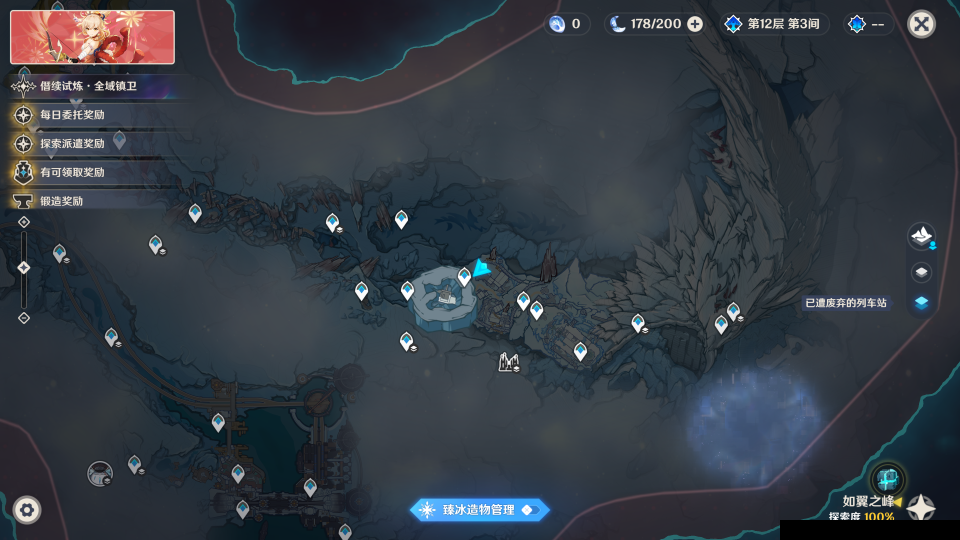 0
178/200
第12层 第3间
--
借续试炼·全域镇卫
每日委托奖励
探索派遣奖励
有可领取奖励
锻造奖励
已遭废弃的列车站
臻冰造物管理
如翼之峰
探索度 100%